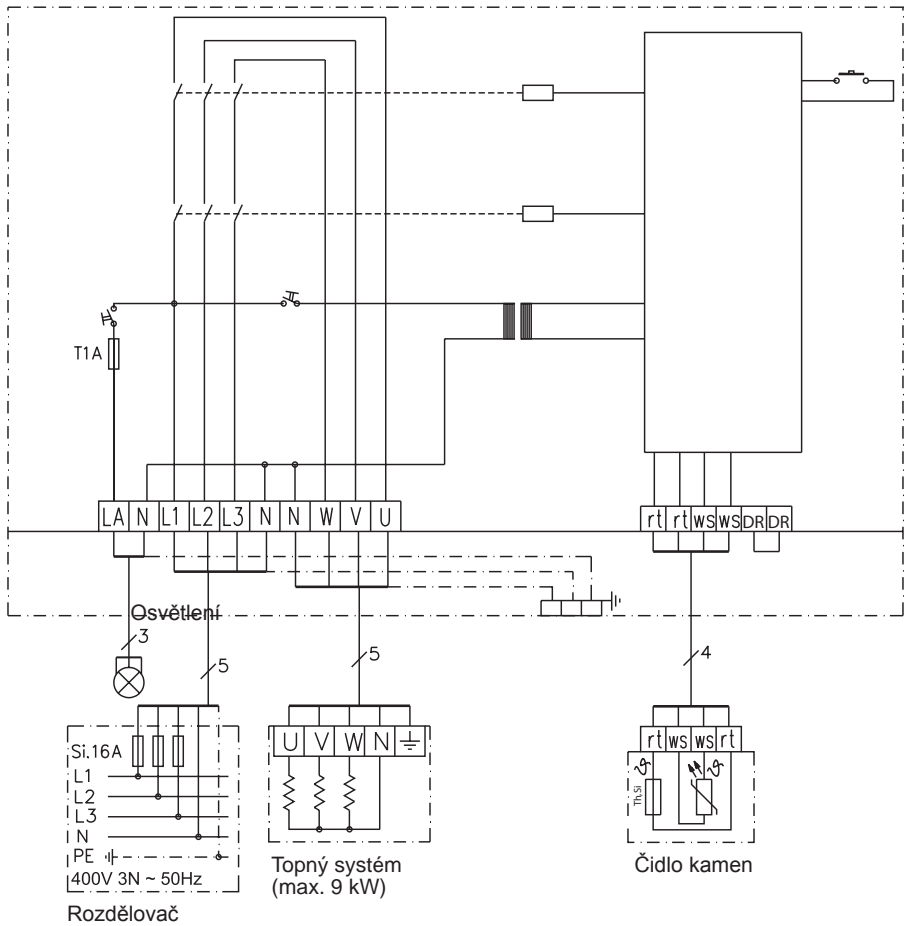 T1A
LA N L1 L2 L3 N N W V U
rt rt ws ws DR DR
Osvětlení
3
5
5
4
U V W N
rt ws ws rt
Si.16A
L1
L2
L3
N
PE
400V 3N ~ 50Hz
Rozdělovač
Topný systém
(max. 9 kW)
ϑ
ϑ
Th,Si
Čidlo kamen